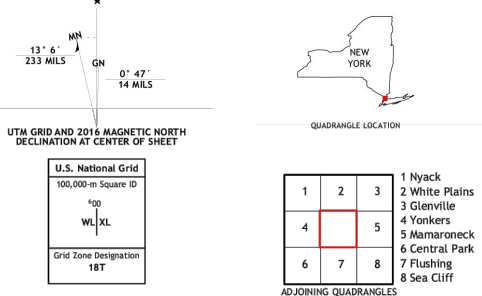 MN
13° 6´
233 MILS
GN
0° 47´
14 MILS
UTM GRID AND 2016 MAGNETIC NORTH
DECLINATION AT CENTER OF SHEET
NEW
YORK
QUADRANGLE LOCATION
U.S. National Grid
100,000-m Square ID
⁶00
WL XL
Grid Zone Designation
18T
1 2 3
4 5
6 7 8
ADJOINING QUADRANGLES
1 Nyack
2 White Plains
3 Glenville
4 Yonkers
5 Mamaroneck
6 Central Park
7 Flushing
8 Sea Cliff